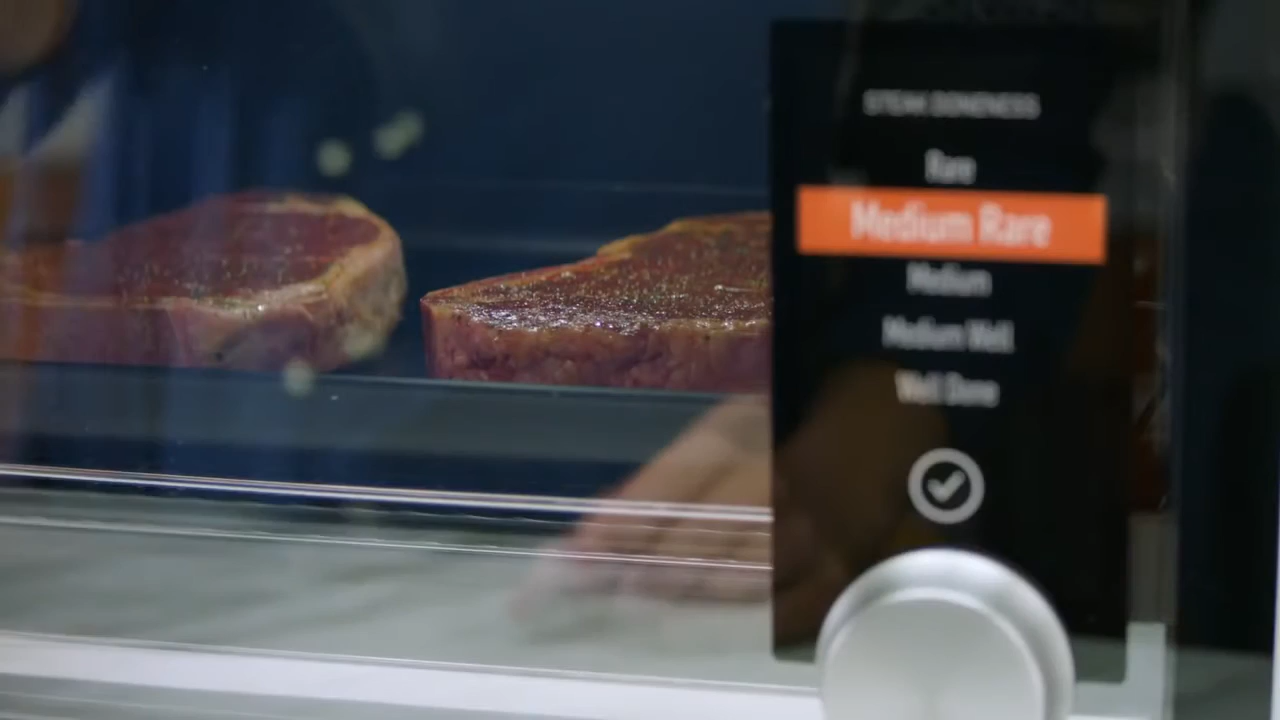 STEAK DONENESS
Rare
Medium Rare
Medium
Medium Well
Well Done